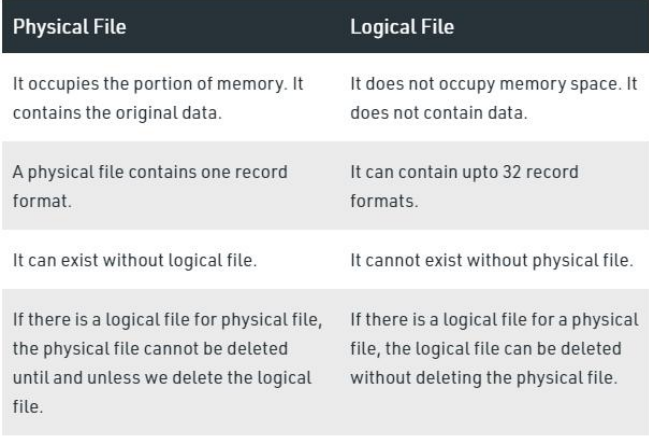 Physical File
Logical File
It occupies the portion of memory. It
contains the original data.
It does not occupy memory space. It
does not contain data.
A physical file contains one record
format.
It can contain upto 32 record
formats.
It can exist without logical file.
It cannot exist without physical file.
If there is a logical file for physical file,
the physical file cannot be deleted
until and unless we delete the logical
file.
If there is a logical file for a physical
file, the logical file can be deleted
without deleting the physical file.